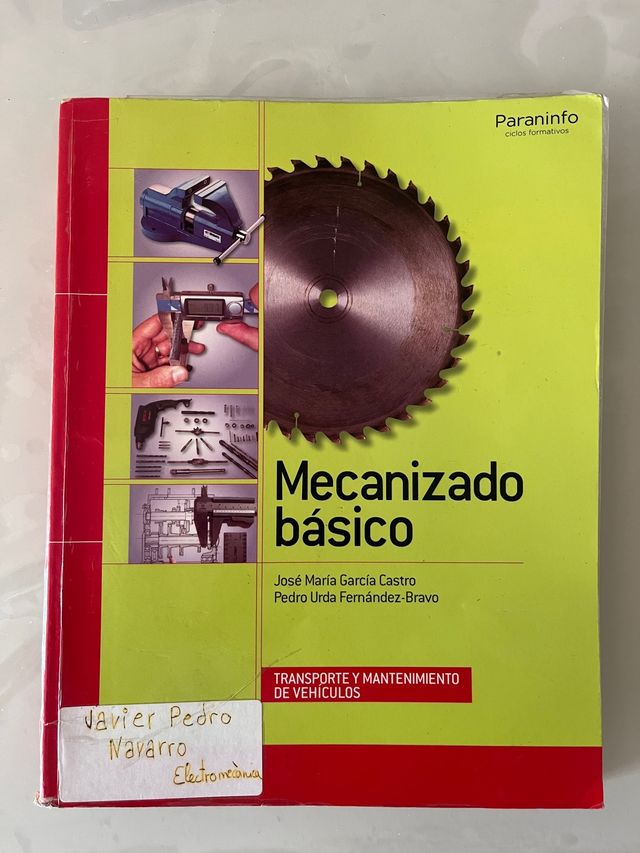 Paraninfo
ciclos formativos
Mecanizado
básico
José María García Castro
Pedro Urda Fernández-Bravo
TRANSPORTE Y MANTENIMIENTO
DE VEHÍCULOS
Javier Pedro
Navarro
Electromecànica